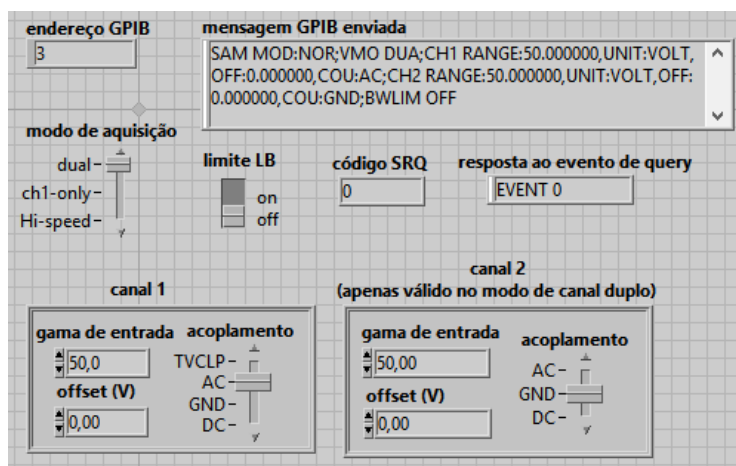 endereço GPIB
3
mensagem GPIB enviada
SAM MOD:NOR;VMO DUA;CH1 RANGE:50.000000,UNIT:VOLT,
OFF:0.000000,COU:AC;CH2 RANGE:50.000000,UNIT:VOLT,OFF:
0.000000,COU:GND;BWLIM OFF
modo de aquisição
dual
ch1-only
Hi-speed
limite LB
on
off
código SRQ
0
resposta ao evento de query
EVENT 0
canal 1
gama de entrada
50,0
offset (V)
0,00
acoplamento
TVCLP
AC
GND
DC
canal 2
(apenas válido no modo de canal duplo)
gama de entrada
50,00
offset (V)
0,00
acoplamento
AC
GND
DC